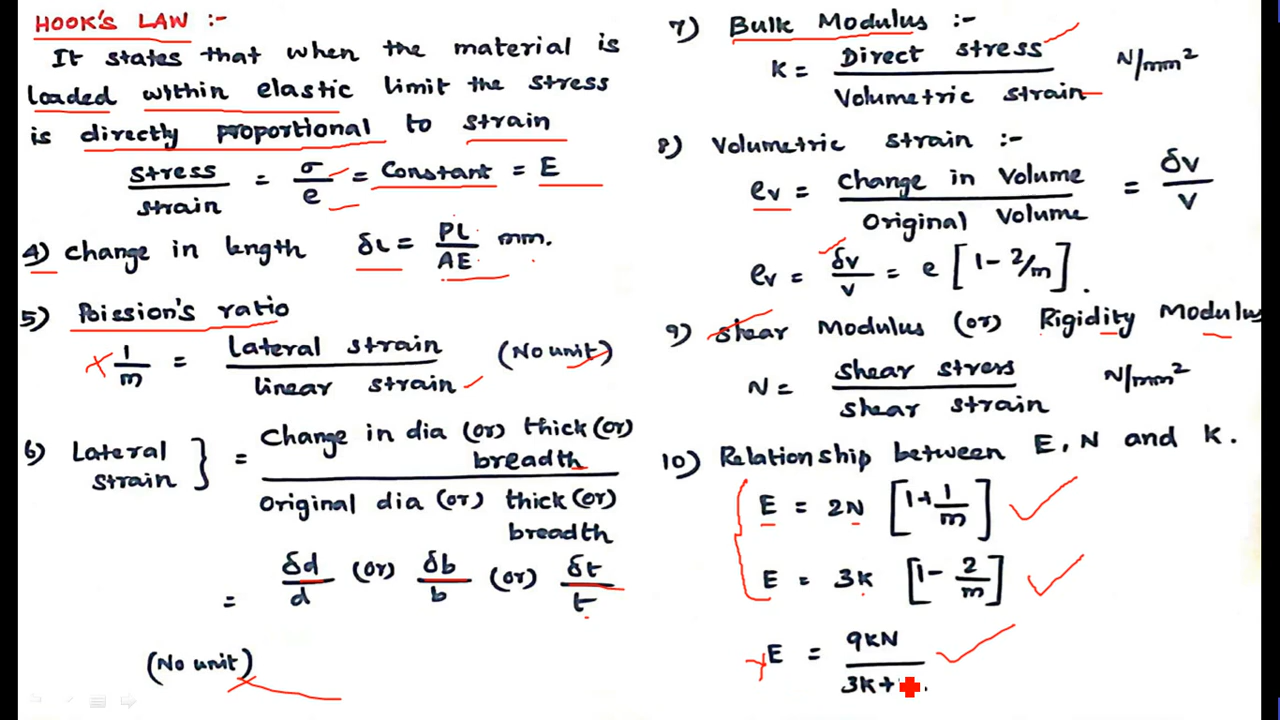 HOOK'S LAW :-
It states that when the material is
loaded within elastic limit the stress
is directly proportional to strain
stress/strain = σ/e = Constant = E
4) Change in length δL = PL/AE mm.
5) Poission's ratio
1/m = Lateral strain/linear strain (No unit)
6) Lateral strain } = Change in dia (or) thick (or) breadth/Original dia (or) thick (or) breadth
= δd/d (or) δb/b (or) δt/t
(No unit)
7) Bulk Modulus :-
K = Direct stress/Volumetric strain N/mm²
8) Volumetric strain :-
ev = Change in Volume/Original Volume = δV/V
ev = δV/V = e [1 - 2/m].
9) Shear Modulus (or) Rigidity Modulus
N = shear stress/shear strain N/mm²
10) Relationship between E, N and K.
E = 2N [1 + 1/m]
E = 3K [1 - 2/m]
E = 9KN/3K+